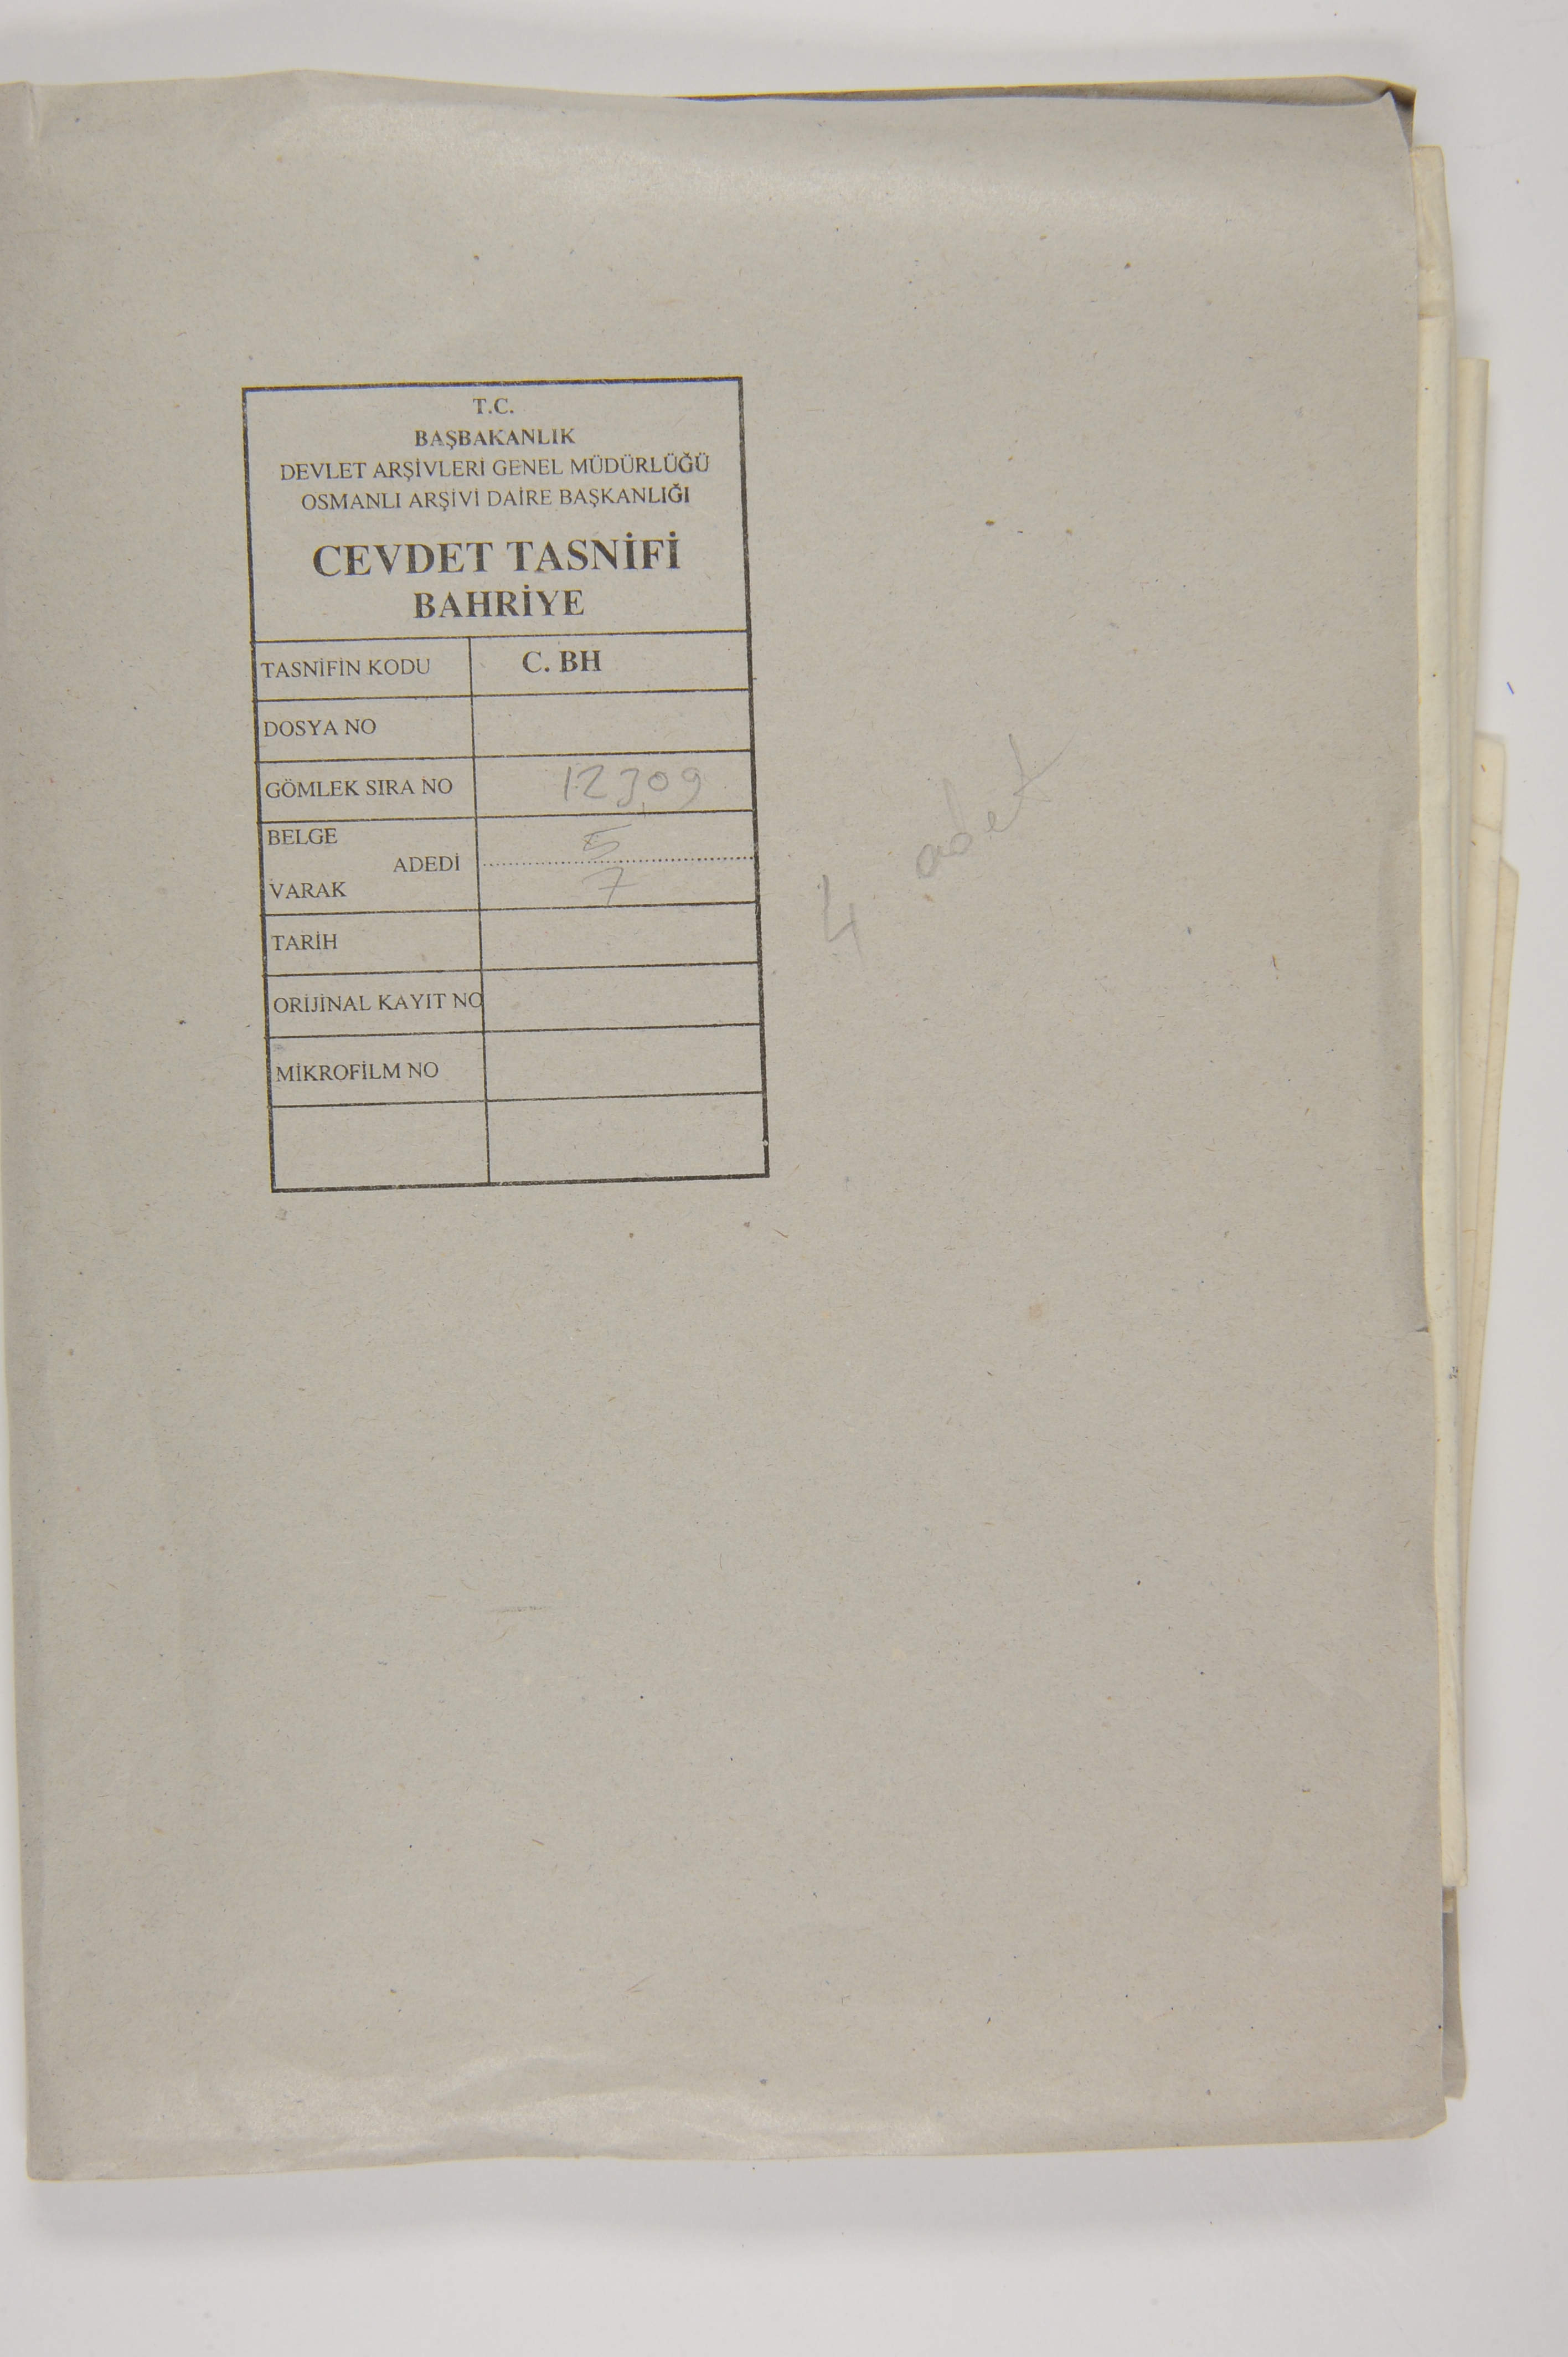 T.C.
BAŞBAKANLIK
DEVLET ARŞİVLERİ GENEL MÜDÜRLÜĞÜ
OSMANLI ARŞİVİ DAİRE BAŞKANLIĞI
CEVDET TASNİFİ
BAHRİYE
TASNİFİN KODU C. BH
DOSYA NO
GÖMLEK SIRA NO 12309
BELGE 5
ADEDİ
VARAK 7
TARİH
ORİJİNAL KAYIT NO
MİKROFİLM NO
4 adet